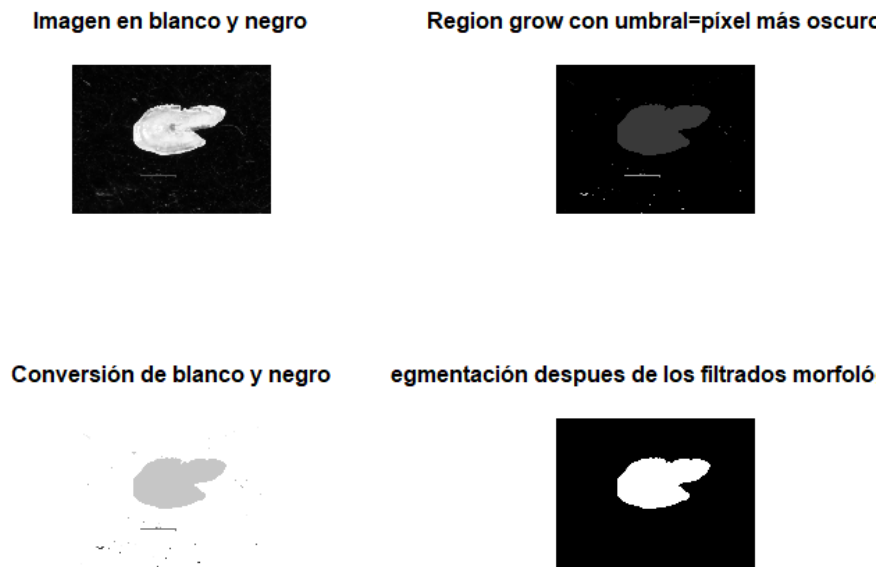 Imagen en blanco y negro
Region grow con umbral=píxel más oscuro
Conversión de blanco y negro
egmentación despues de los filtrados morfoló